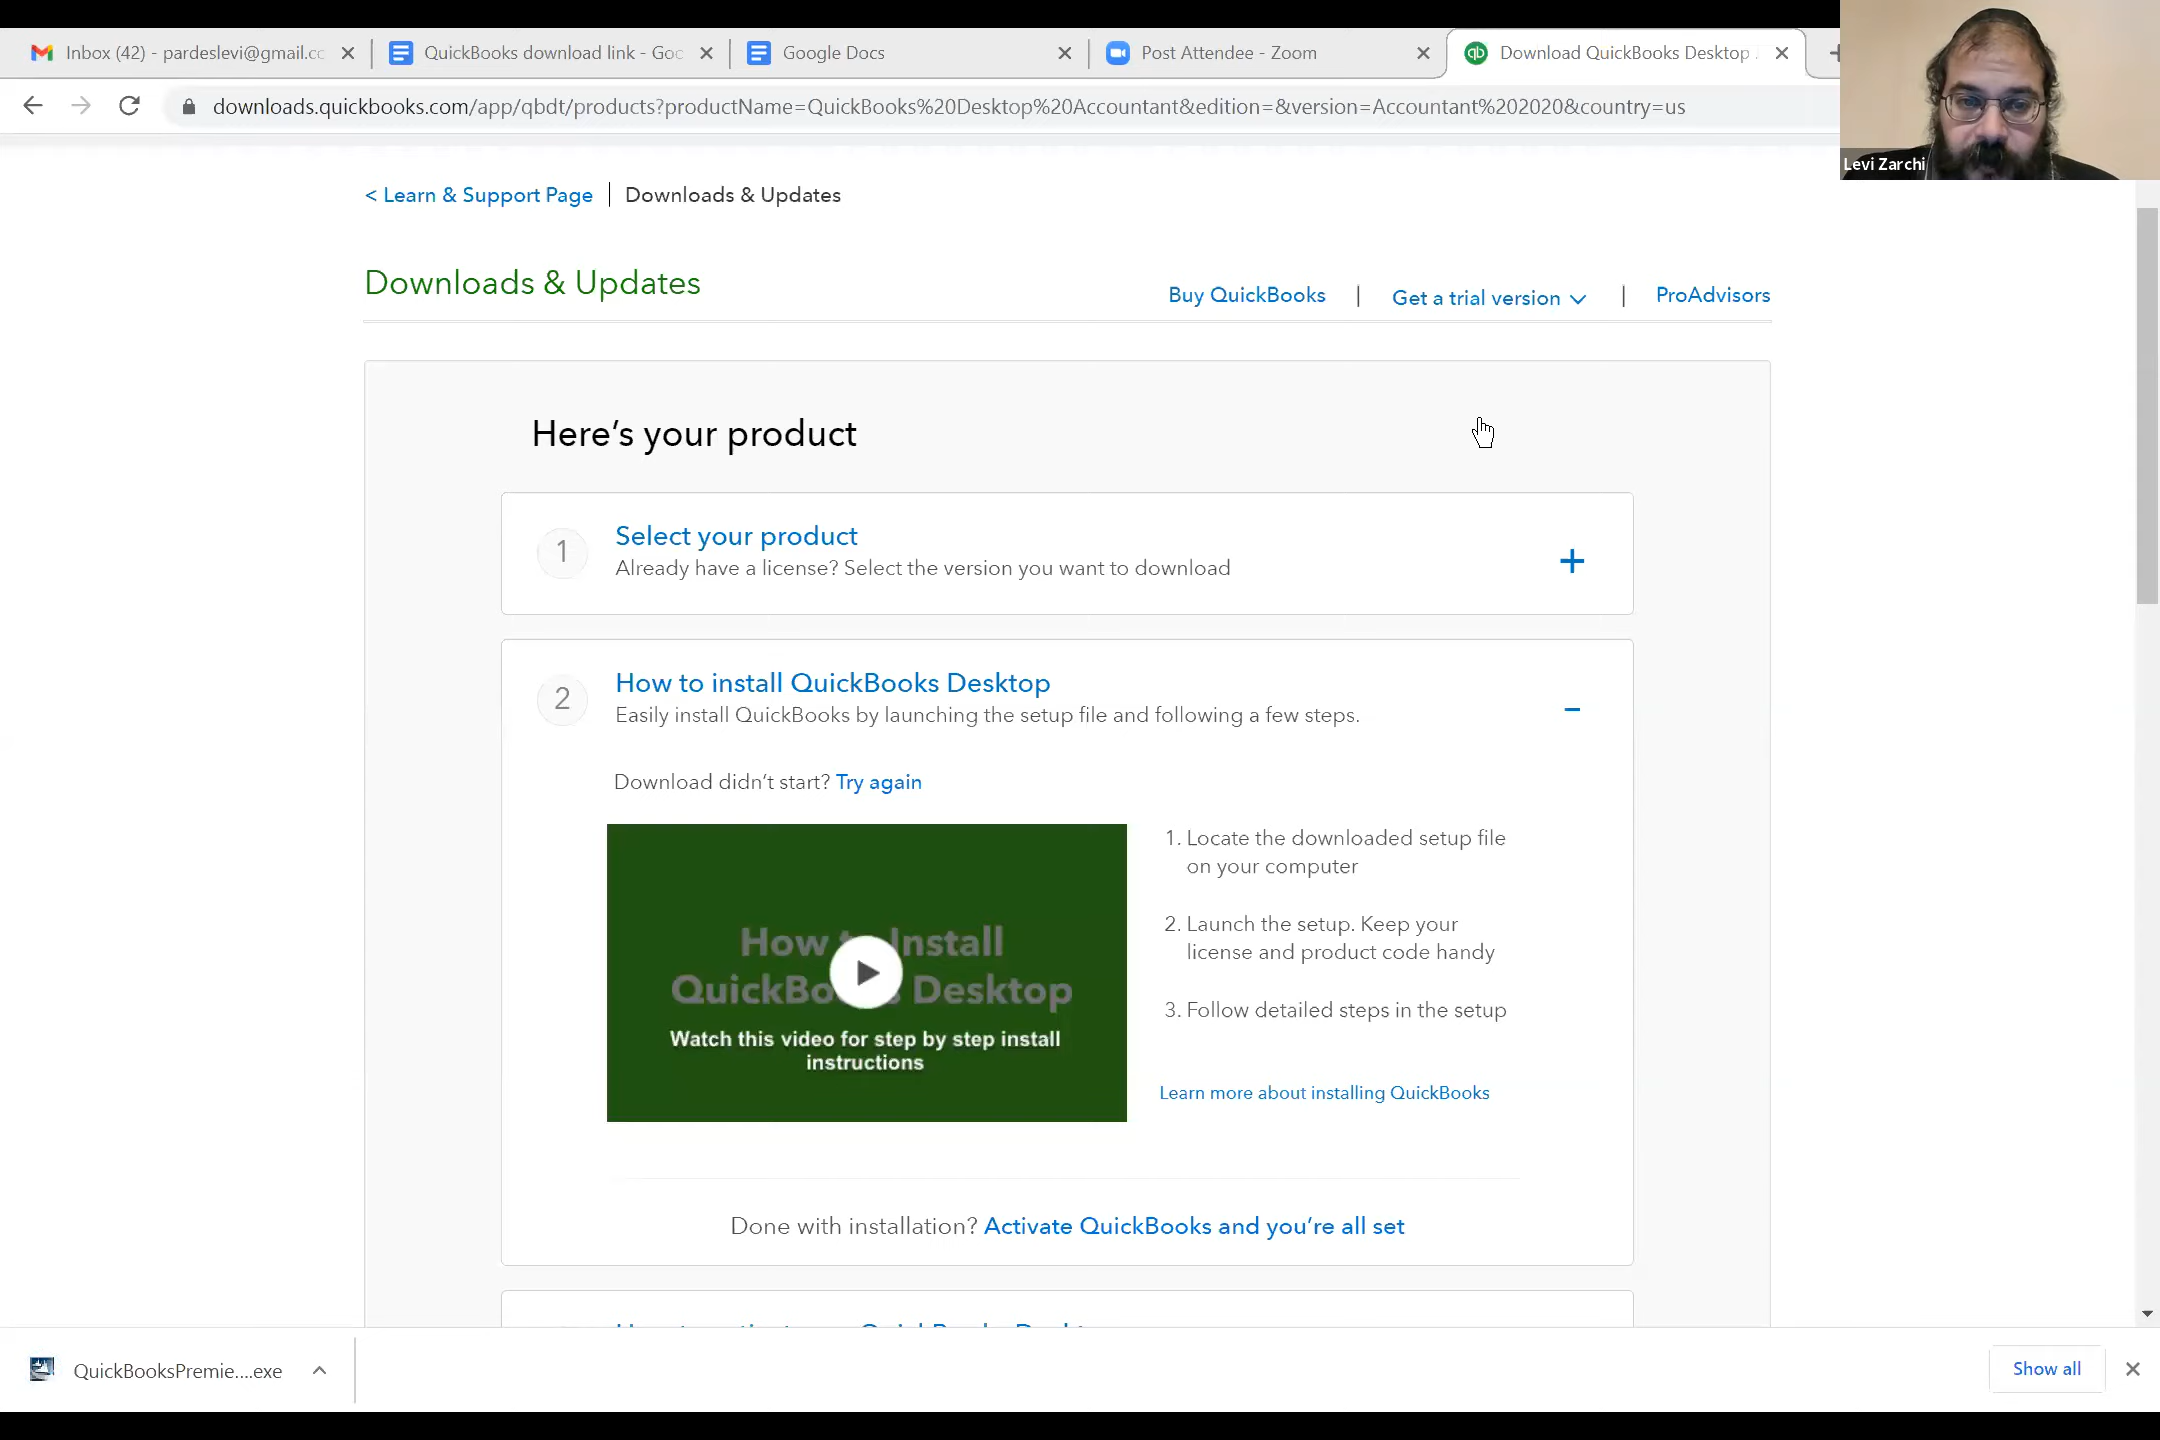 Inbox (42) - pardeslevi@gmail.cc
QuickBooks download link - Goc
Google Docs
Post Attendee - Zoom
qb Download QuickBooks Desktop
downloads.quickbooks.com/app/qbdt/products?productName=QuickBooks%20Desktop%20Accountant&edition=&version=Accountant%202020&country=us
Levi Zarchi
< Learn & Support Page | Downloads & Updates
Downloads & Updates
Buy QuickBooks | Get a trial version | ProAdvisors
Here's your product
1
Select your product
Already have a license? Select the version you want to download
+
2
How to install QuickBooks Desktop
Easily install QuickBooks by launching the setup file and following a few steps.
Download didn't start? Try again
How to Install
QuickBooks Desktop
Watch this video for step by step install
instructions
1. Locate the downloaded setup file
on your computer
2. Launch the setup. Keep your
license and product code handy
3. Follow detailed steps in the setup
Learn more about installing QuickBooks
Done with installation? Activate QuickBooks and you're all set
QuickBooksPremie....exe
Show all